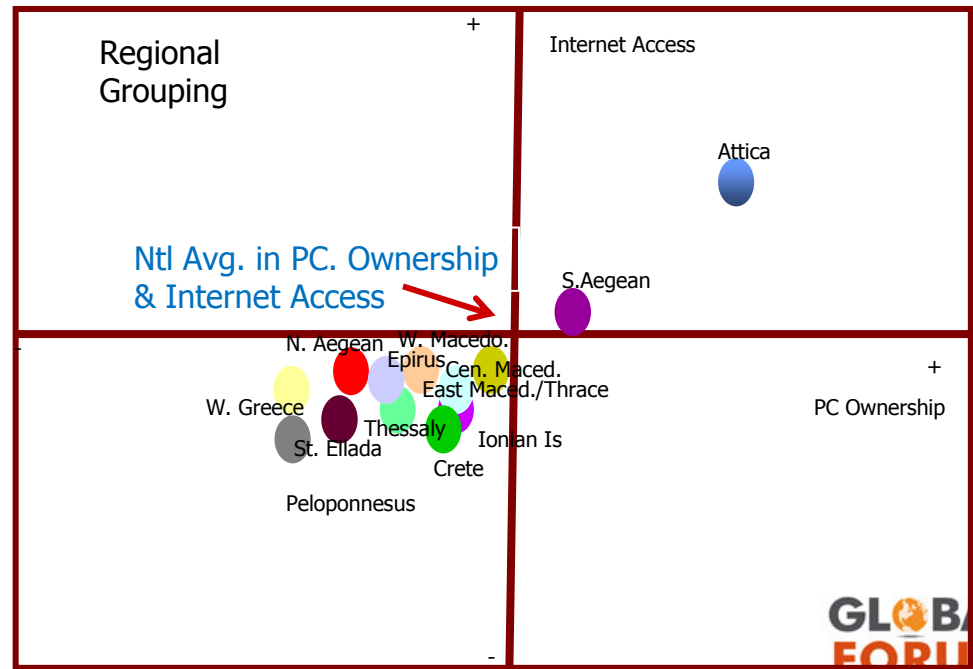 +
Regional
Grouping
Internet Access
Attica
Ntl Avg. in PC. Ownership
& Internet Access
S.Aegean
-
N. Aegean
W. Macedo.
Epirus
Cen. Maced.
+
East Maced./Thrace
W. Greece
PC Ownership
Thessaly
Ionian Is
St. Ellada
Crete
Peloponnesus
-